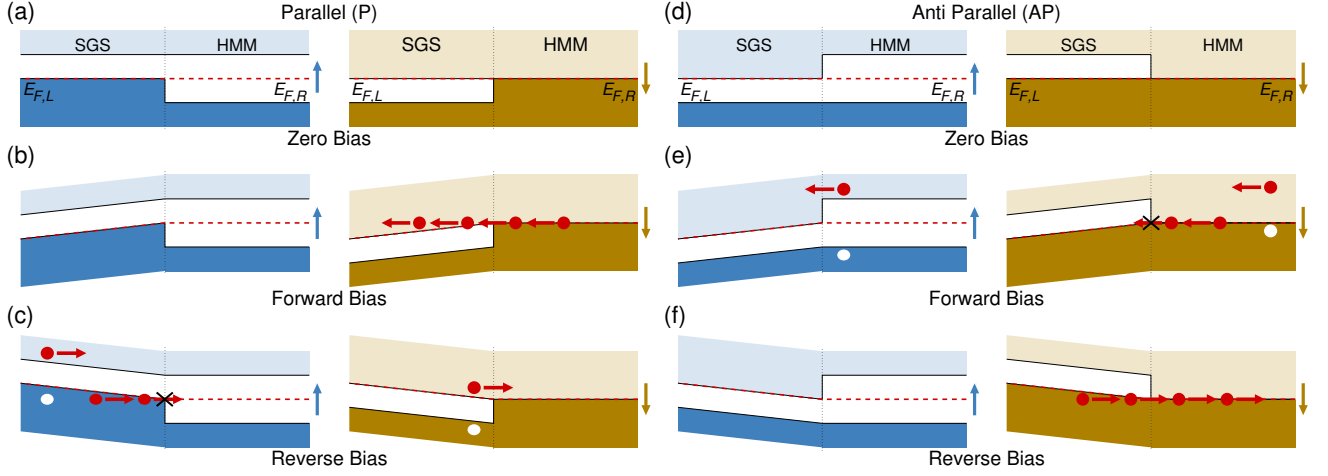 (a) Parallel (P)
SGS HMM SGS HMM
E_{F,L} E_{F,R} E_{F,L} E_{F,R}
Zero Bias
(b)
Forward Bias
(c)
Reverse Bias
(d) Anti Parallel (AP)
SGS HMM SGS HMM
E_{F,L} E_{F,R} E_{F,L} E_{F,R}
Zero Bias
(e)
Forward Bias
(f)
Reverse Bias